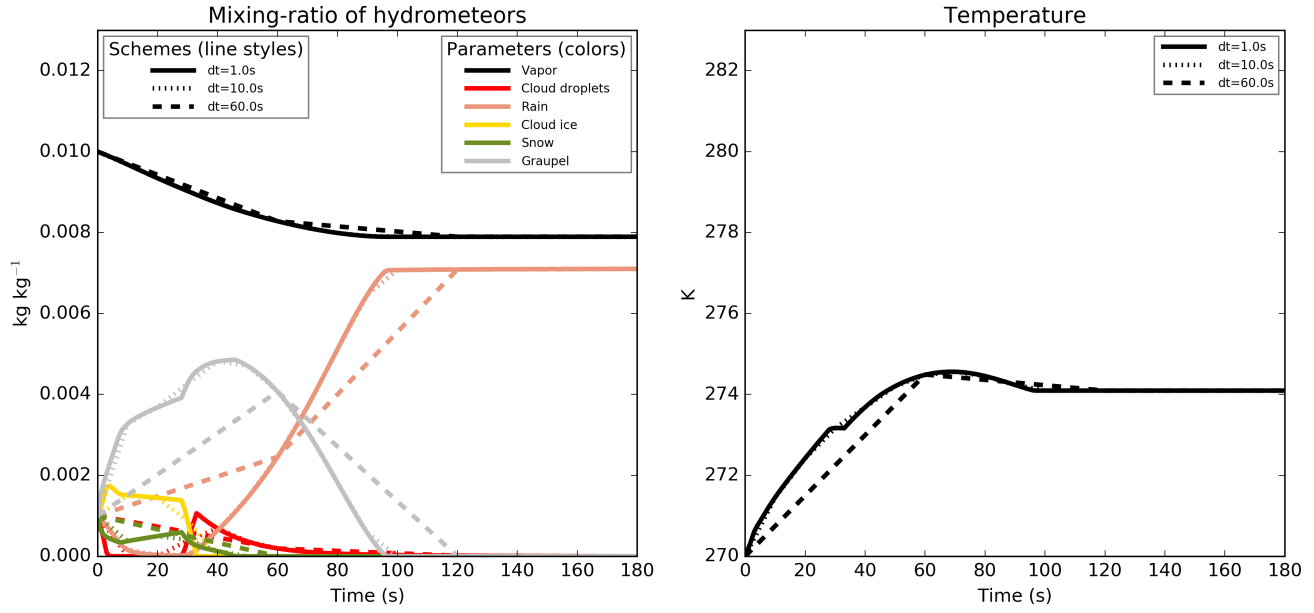 Mixing-ratio of hydrometeors
Schemes (line styles)
dt=1.0s
dt=10.0s
dt=60.0s
Parameters (colors)
Vapor
Cloud droplets
Rain
Cloud ice
Snow
Graupel
kg kg⁻¹
0.012
0.010
0.008
0.006
0.004
0.002
0.000
0 20 40 60 80 100 120 140 160 180
Time (s)
Temperature
dt=1.0s
dt=10.0s
dt=60.0s
K
282
280
278
276
274
272
270
0 20 40 60 80 100 120 140 160 180
Time (s)